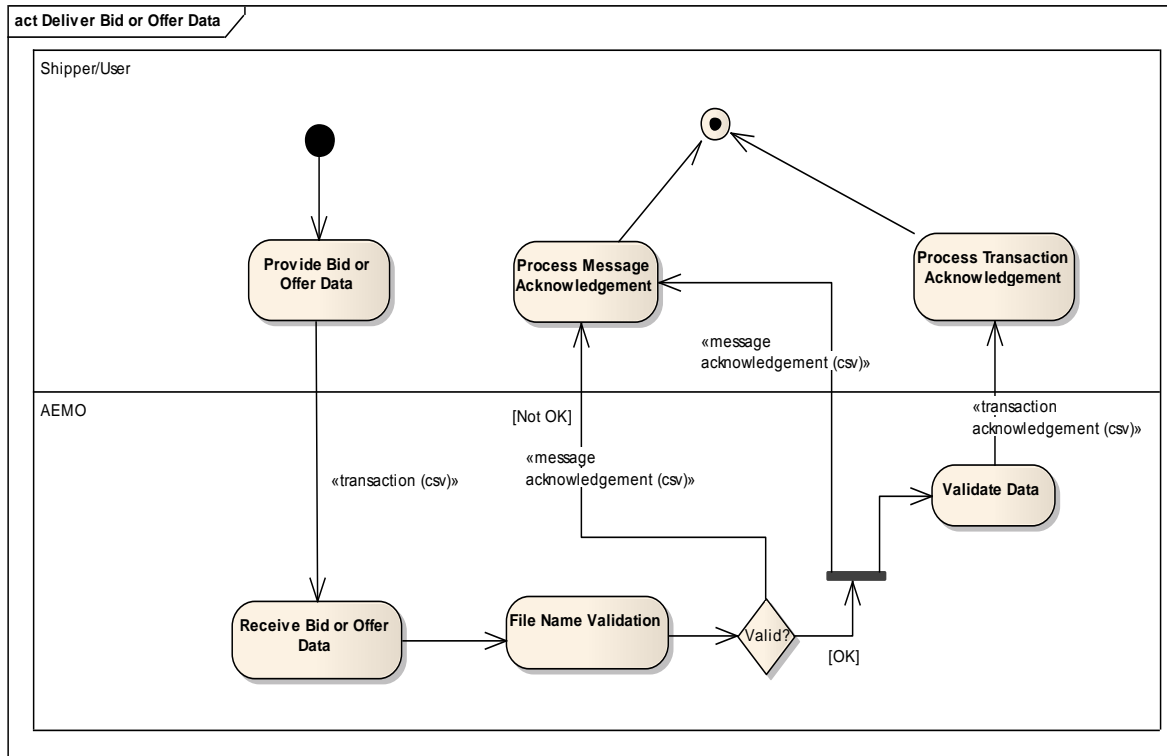 act Deliver Bid or Offer Data
Shipper/User
Provide Bid or
Offer Data
Process Message
Acknowledgement
Process Transaction
Acknowledgement
«message
acknowledgement (csv)»
AEMO
[Not OK]
«transaction
acknowledgement (csv)»
«message
acknowledgement (csv)»
«transaction (csv)»
Validate Data
Receive Bid or Offer
Data
File Name Validation
Valid?
[OK]